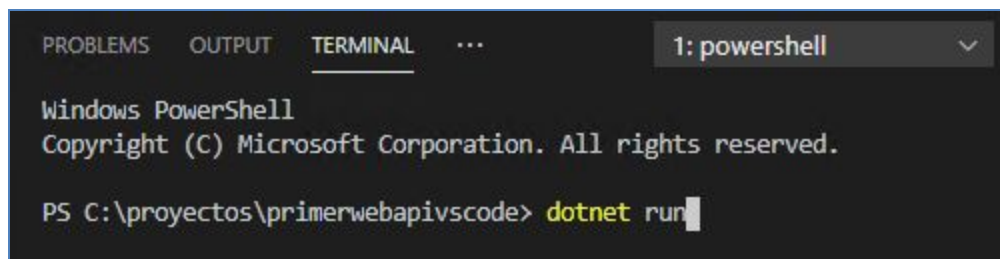 PROBLEMS OUTPUT TERMINAL ... 1: powershell
Windows PowerShell
Copyright (C) Microsoft Corporation. All rights reserved.
PS C:\proyectos\primerwebapivscode> dotnet run